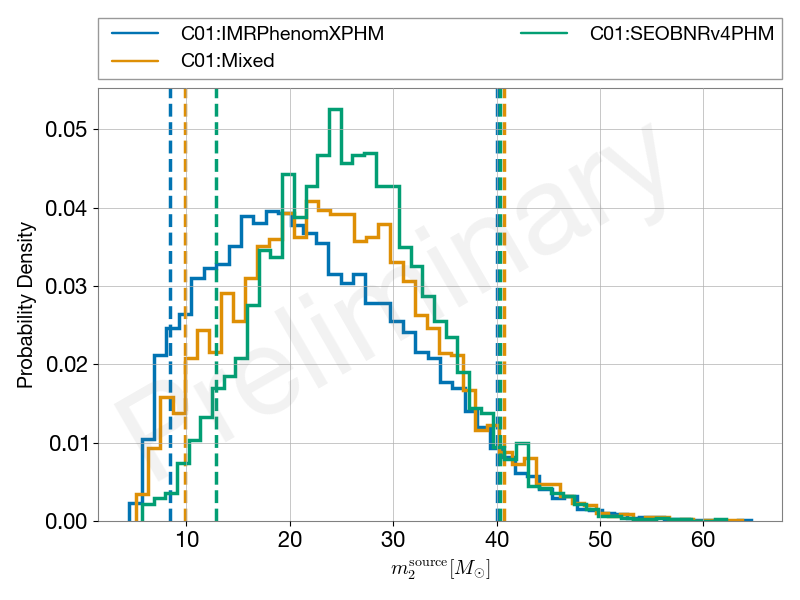 C01:IMRPhenomXPHM
C01:Mixed
C01:SEOBNRv4PHM
Preliminary
Probability Density
0.05
0.04
0.03
0.02
0.01
0.00
10 20 30 40 50 60
m₂^source [M⊙]